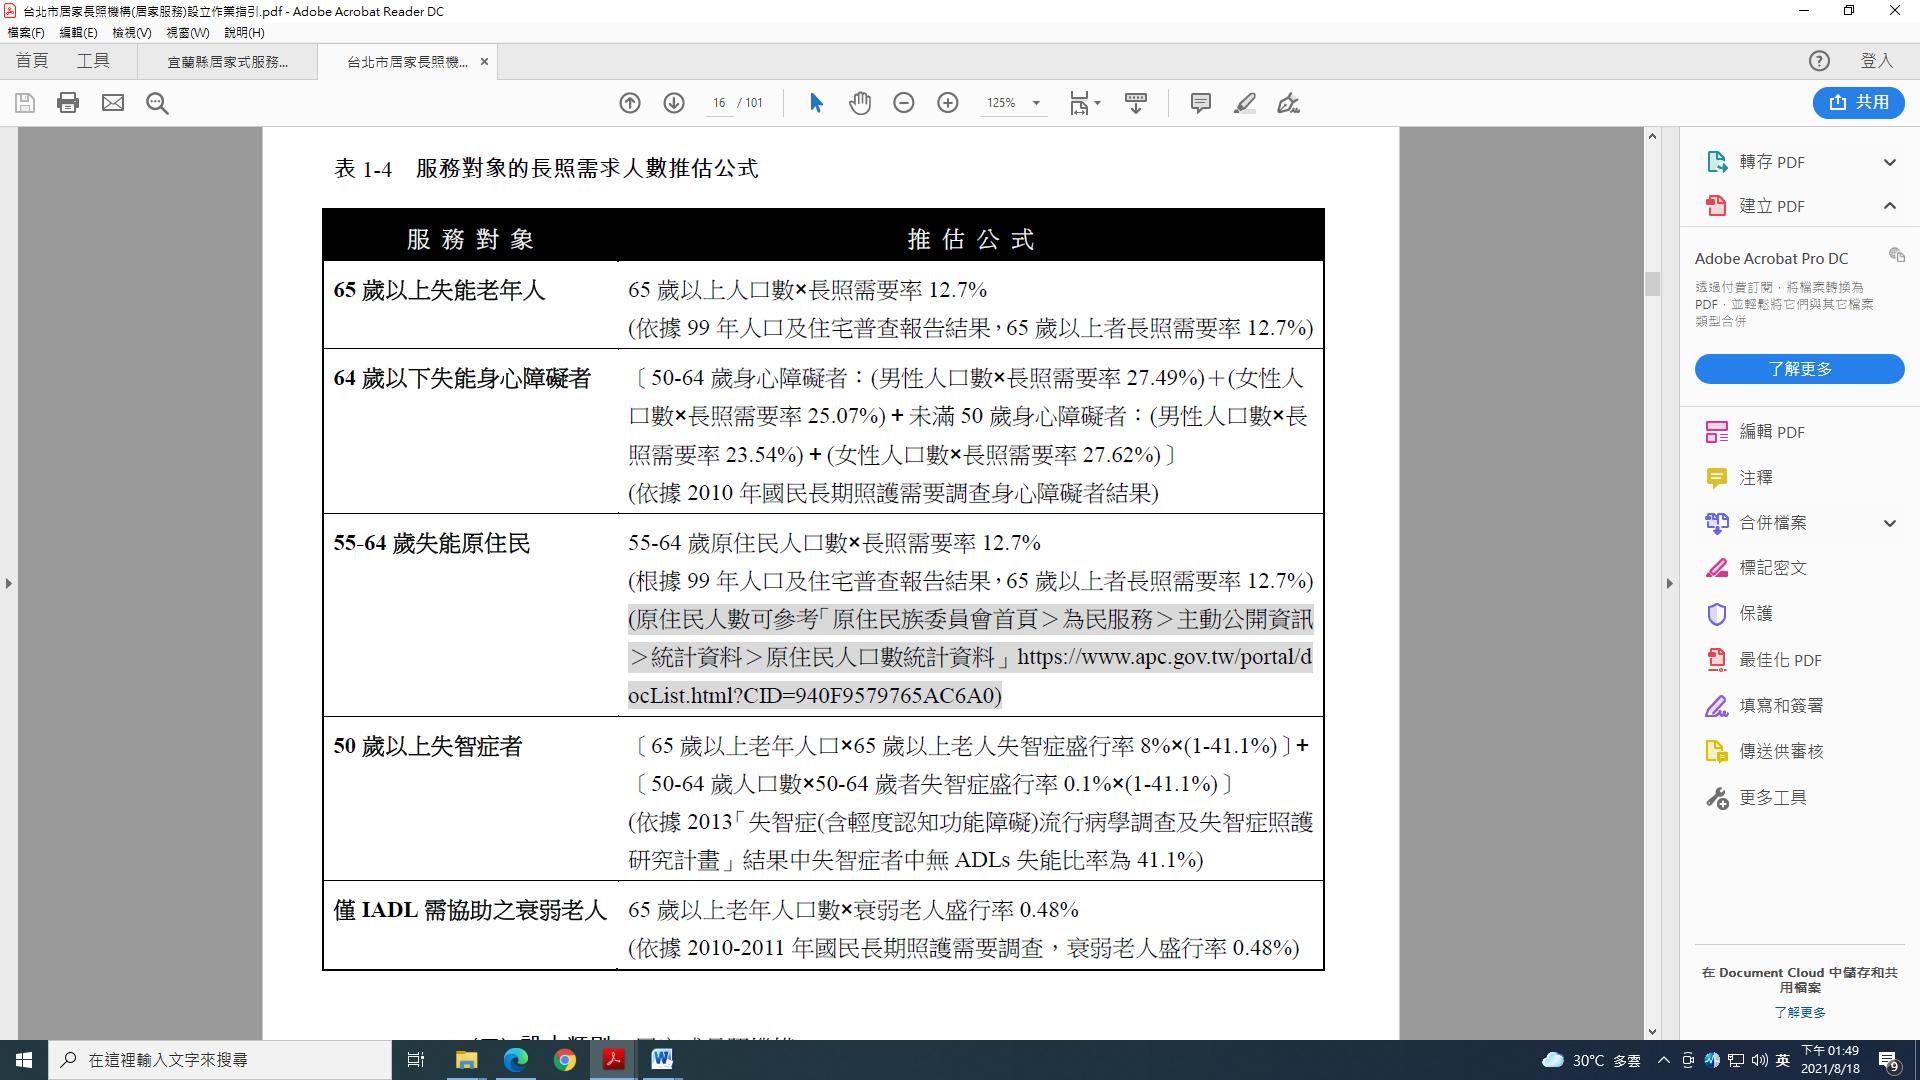 台北市居家長照機構(居家服務)設立作業指引.pdf - Adobe Acrobat Reader DC
檔案(F) 編輯(E) 檢視(V) 視窗(W) 說明(H)
首頁 工具 宜蘭縣居家式服務... 台北市居家長照機... × 登入
16 / 101 125% 共用
表 1-4 服務對象的長照需求人數推估公式
服務對象 推估公式
65 歲以上失能老年人 65 歲以上人口數×長照需要率 12.7%
(依據 99 年人口及住宅普查報告結果，65 歲以上者長照需要率 12.7%)
64 歲以下失能身心障礙者 〔50-64 歲身心障礙者：(男性人口數×長照需要率 27.49%)＋(女性人
口數×長照需要率 25.07%)+未滿 50 歲身心障礙者：(男性人口數×長
照需要率 23.54%)+(女性人口數×長照需要率 27.62%)〕
(依據 2010 年國民長期照護需要調查身心障礙者結果)
55-64 歲失能原住民 55-64 歲原住民人口數×長照需要率 12.7%
(根據 99 年人口及住宅普查報告結果，65 歲以上者長照需要率 12.7%)
(原住民人數可參考「原住民族委員會首頁＞為民服務＞主動公開資訊
＞統計資料＞原住民人口數統計資料」https://www.apc.gov.tw/portal/d
ocList.html?CID=940F9579765AC6A0)
50 歲以上失智症者 〔65 歲以上老年人口×65 歲以上老人失智症盛行率 8%×(1-41.1%)〕+
〔50-64 歲人口數×50-64 歲者失智症盛行率 0.1%×(1-41.1%)〕
(依據 2013「失智症(含輕度認知功能障礙)流行病學調查及失智症照護
研究計畫」結果中失智症者中無 ADLs 失能比率為 41.1%)
僅 IADL 需協助之衰弱老人 65 歲以上老年人口數×衰弱老人盛行率 0.48%
(依據 2010-2011 年國民長期照護需要調查，衰弱老人盛行率 0.48%)
轉存 PDF
建立 PDF
Adobe Acrobat Pro DC
透過付費訂閱，將檔案轉換為
PDF，並輕鬆將它們與其它檔案
類型合併
了解更多
編輯 PDF
注釋
合併檔案
標記密文
保護
最佳化 PDF
填寫和簽署
傳送供審核
更多工具
在 Document Cloud 中儲存和共
用檔案
了解更多
在這裡輸入文字來搜尋
30°C 多雲 英 下午 01:49
2021/8/18
9